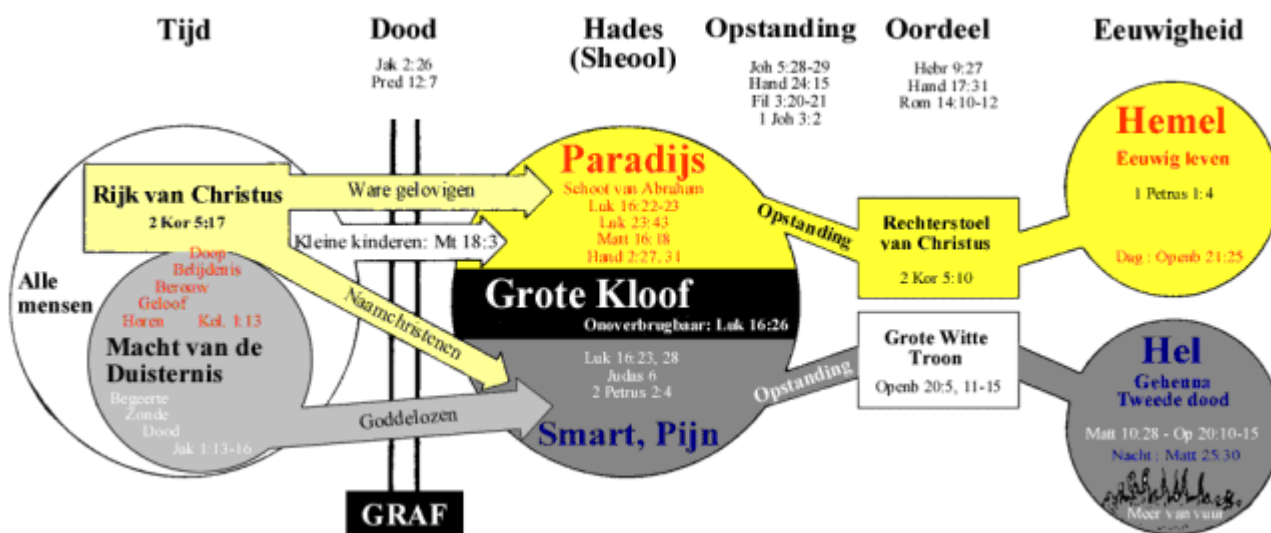 Tijd
Dood
Jak 2:26
Pred 12:7
Hades
(Sheool)
Opstanding
Joh 5:28-29
Hand 24:15
Fil 3:20-21
1 Joh 3:2
Oordeel
Hebr 9:27
Hand 17:31
Rom 14:10-12
Eeuwigheid
Rijk van Christus
2 Kor 5:17
Alle
mensen
Doop
Belijdenis
Berouw
Geloof
Horen Kol. 1:13
Macht van de
Duisternis
Begeerte
Zonde
Dood
Jak 1:13-16
Ware gelovigen
Kleine kinderen: Mt 18:3
Naamchristenen
Goddelozen
GRAF
Paradijs
Schoot van Abraham
Luk 16:22-23
Luk 23:43
Matt 16:18
Hand 2:27, 31
Grote Kloof
Onoverbrugbaar: Luk 16:26
Luk 16:23, 28
Judas 6
2 Petrus 2:4
Smart, Pijn
Opstanding
Opstanding
Rechterstoel
van Christus
2 Kor 5:10
Grote Witte
Troon
Openb 20:5, 11-15
Hemel
Eeuwig leven
1 Petrus 1:4
Dag : Openb 21:25
Hel
Gehenna
Tweede dood
Matt 10:28 - Op 20:10-15
Nacht : Matt 25:30
Meer van vuur